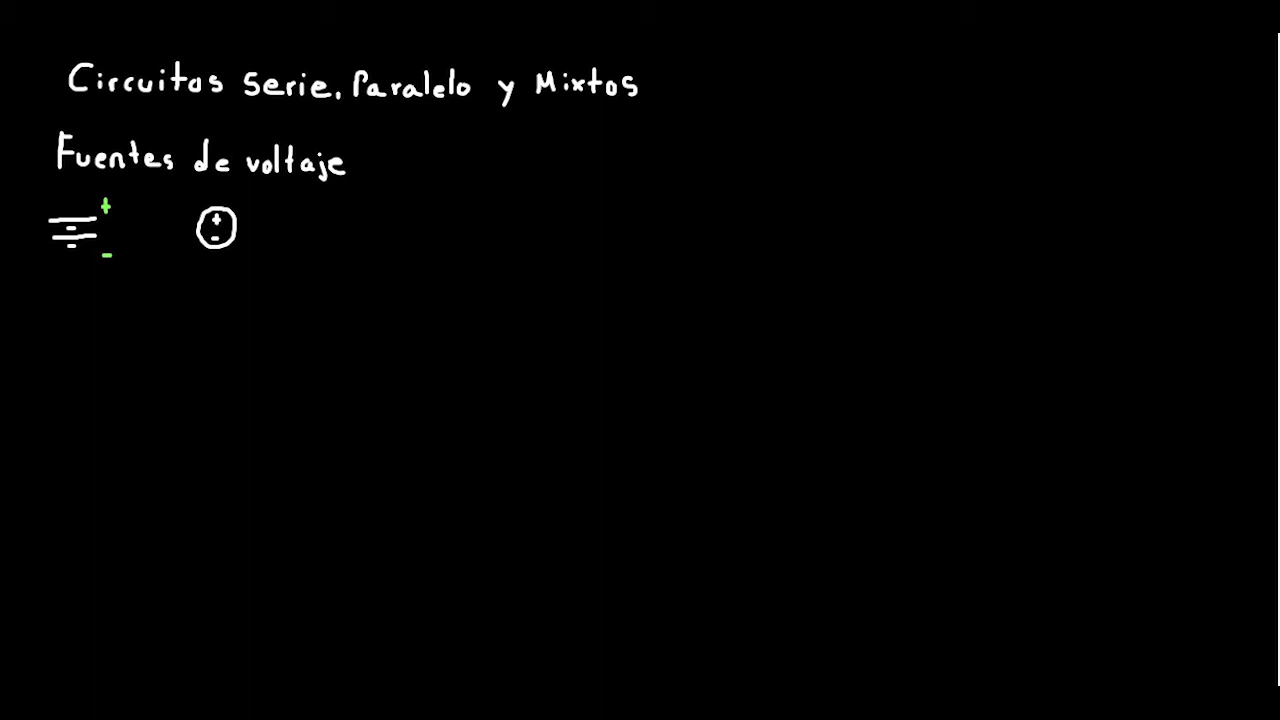 Circuitos Serie. Paralelo y Mixtos
Fuentes de voltaje
+ +
- -